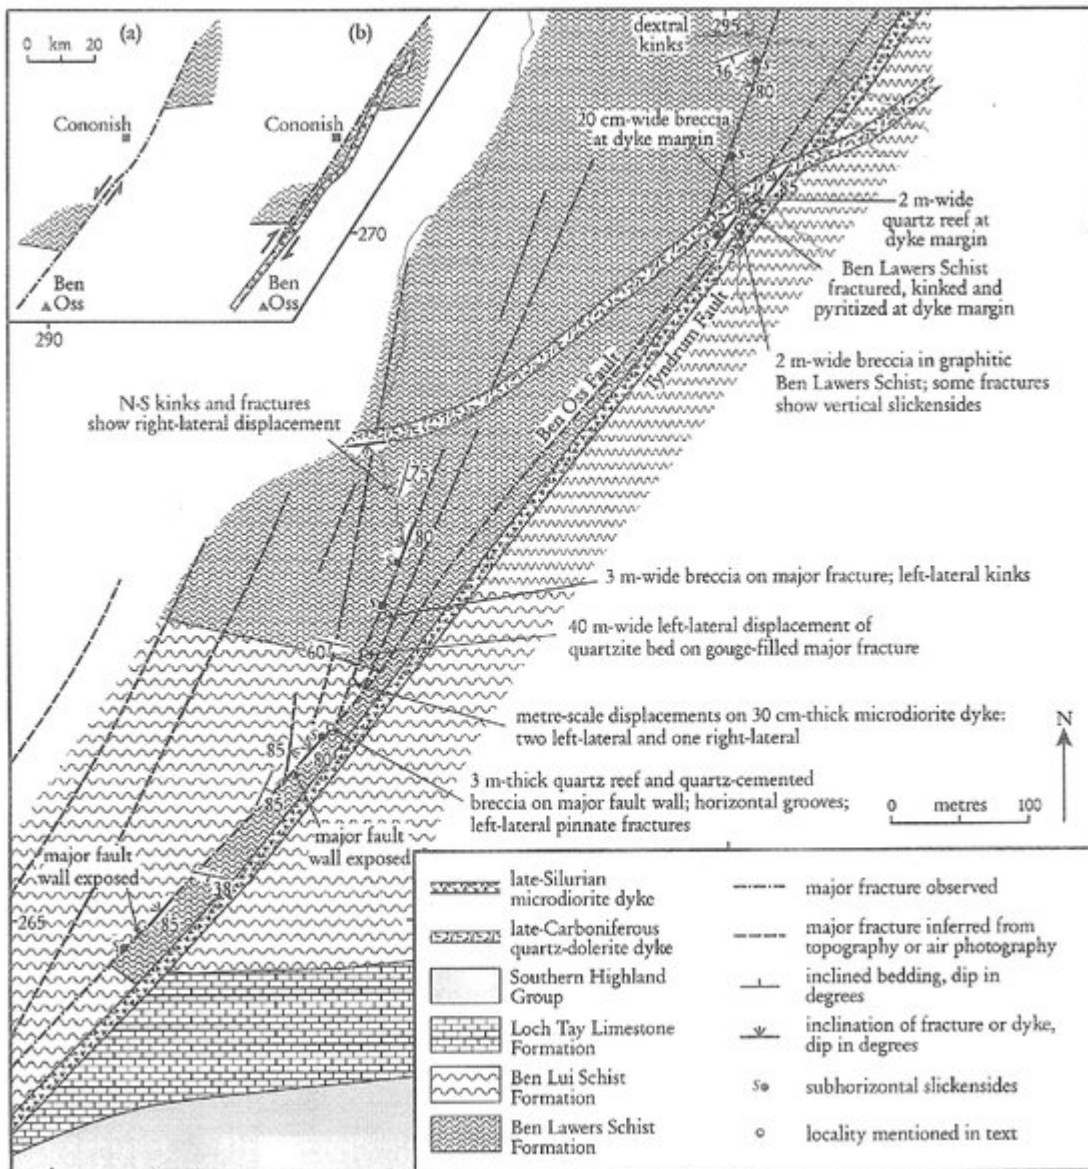 (a)
(b)
0 km 20
Cononish
Cononish
Ben
Oss
Ben
Oss
270
290
295
dextral
kinks
36
80
20 cm-wide breccia
at dyke margin
85
2 m-wide
quartz reef at
dyke margin
Ben Lawers Schist
fractured, kinked and
pyritized at dyke margin
2 m-wide breccia in graphitic
Ben Lawers Schist; some fractures
show vertical slickensides
Ben Oss Fault
Tyndrum Fault
N-S kinks and fractures
show right-lateral displacement
75
80
3 m-wide breccia on major fracture; left-lateral kinks
60
40 m-wide left-lateral displacement of
quartzite bed on gouge-filled major fracture
metre-scale displacements on 30 cm-thick microdiorite dyke:
two left-lateral and one right-lateral
85
80
85
3 m-thick quartz reef and quartz-cemented
breccia on major fault wall; horizontal grooves;
left-lateral pinnate fractures
N
0 metres 100
major fault
wall exposed
major fault
wall exposed
38
85
265
late-Silurian
microdiorite dyke
late-Carboniferous
quartz-dolerite dyke
Southern Highland
Group
Loch Tay Limestone
Formation
Ben Lui Schist
Formation
Ben Lawers Schist
Formation
major fracture observed
major fracture inferred from
topography or air photography
inclined bedding, dip in
degrees
inclination of fracture or dyke,
dip in degrees
s subhorizontal slickensides
locality mentioned in text